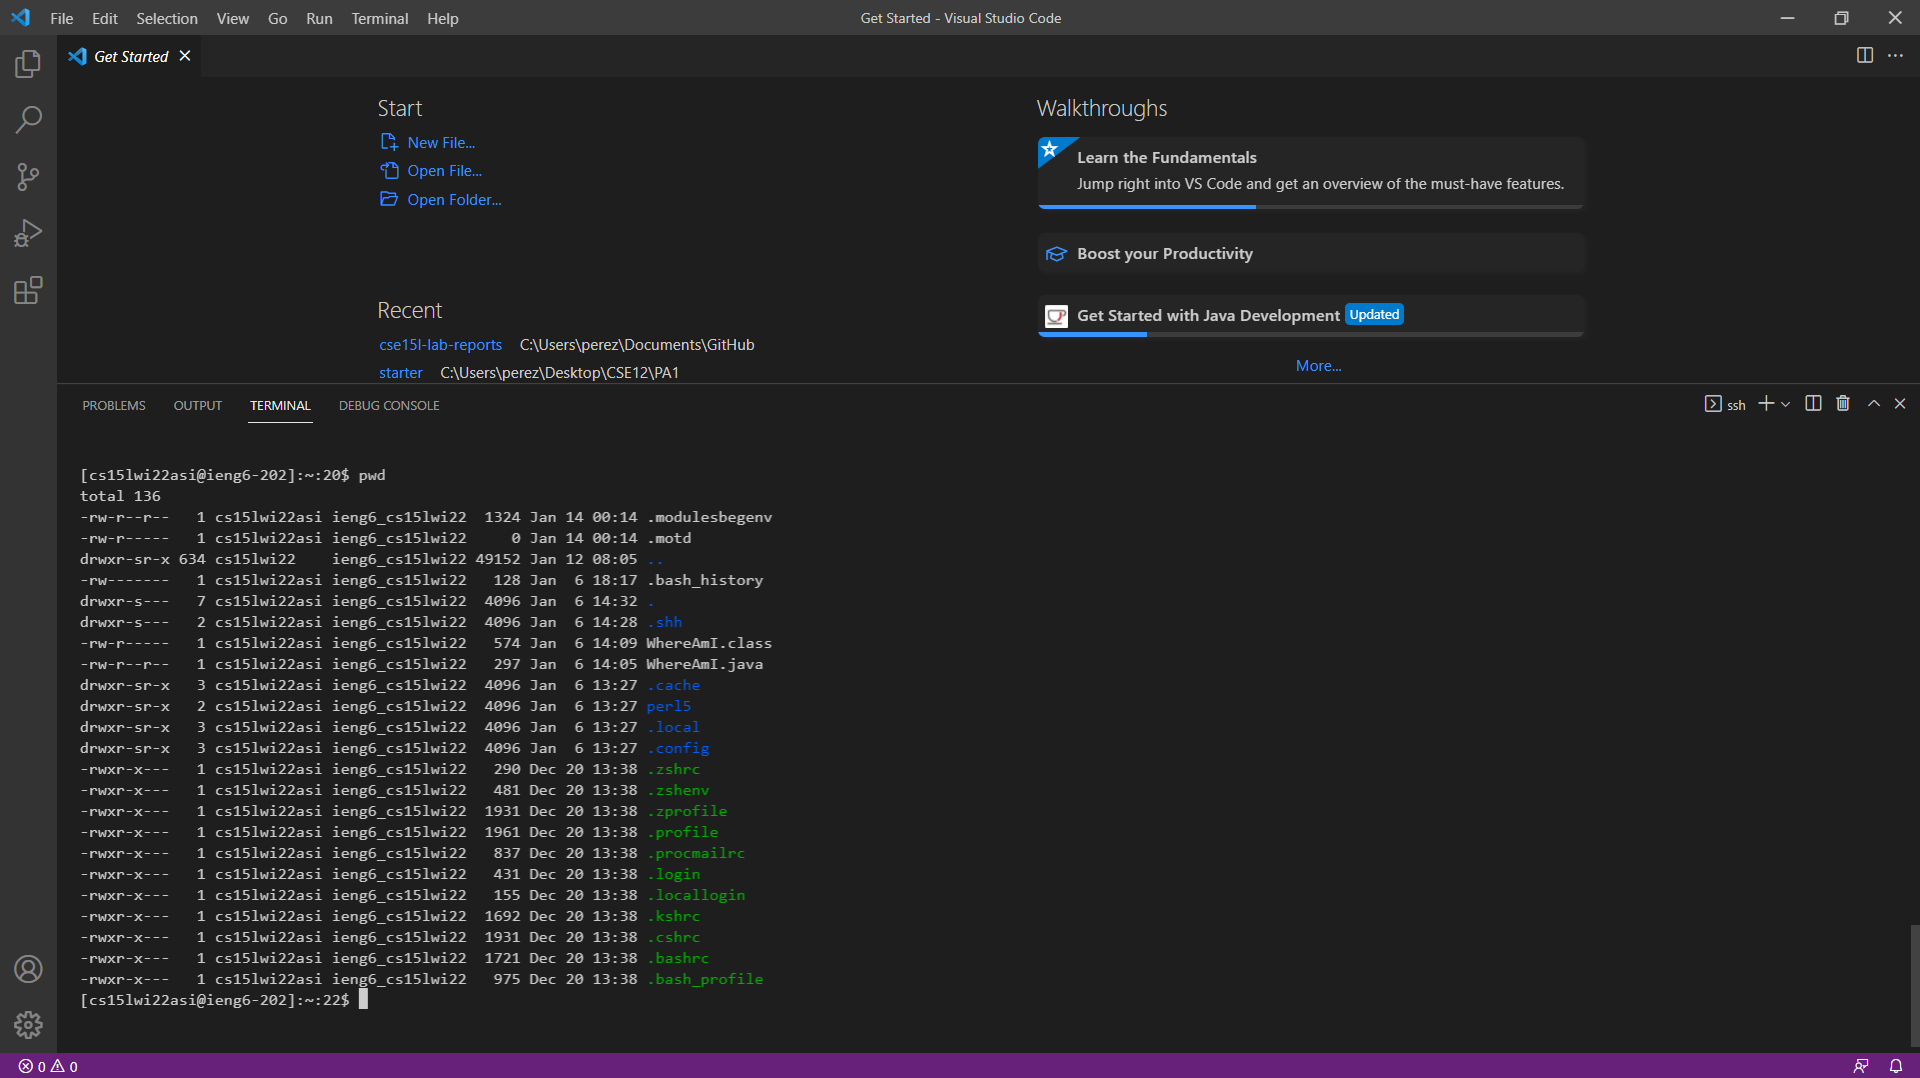 File Edit Selection View Go Run Terminal Help
Get Started - Visual Studio Code
Get Started
Start
New File...
Open File...
Open Folder...
Recent
cse15l-lab-reports C:\Users\perez\Documents\GitHub
starter C:\Users\perez\Desktop\CSE12\PA1
Walkthroughs
Learn the Fundamentals
Jump right into VS Code and get an overview of the must-have features.
Boost your Productivity
Get Started with Java Development Updated
More...
PROBLEMS OUTPUT TERMINAL DEBUG CONSOLE
ssh
[cs15lwi22asi@ieng6-202]:~:20$ pwd
total 136
-rw-r--r--   1 cs15lwi22asi ieng6_cs15lwi22  1324 Jan 14 00:14 .modulesbegenv
-rw-r-----   1 cs15lwi22asi ieng6_cs15lwi22     0 Jan 14 00:14 .motd
drwxr-sr-x 634 cs15lwi22    ieng6_cs15lwi22 49152 Jan 12 08:05 ..
-rw-------   1 cs15lwi22asi ieng6_cs15lwi22   128 Jan  6 18:17 .bash_history
drwxr-s---   7 cs15lwi22asi ieng6_cs15lwi22  4096 Jan  6 14:32 .
drwxr-s---   2 cs15lwi22asi ieng6_cs15lwi22  4096 Jan  6 14:28 .shh
-rw-r-----   1 cs15lwi22asi ieng6_cs15lwi22   574 Jan  6 14:09 WhereAmI.class
-rw-r--r--   1 cs15lwi22asi ieng6_cs15lwi22   297 Jan  6 14:05 WhereAmI.java
drwxr-sr-x   3 cs15lwi22asi ieng6_cs15lwi22  4096 Jan  6 13:27 .cache
drwxr-sr-x   2 cs15lwi22asi ieng6_cs15lwi22  4096 Jan  6 13:27 perl5
drwxr-sr-x   3 cs15lwi22asi ieng6_cs15lwi22  4096 Jan  6 13:27 .local
drwxr-sr-x   3 cs15lwi22asi ieng6_cs15lwi22  4096 Jan  6 13:27 .config
-rwxr-x---   1 cs15lwi22asi ieng6_cs15lwi22   290 Dec 20 13:38 .zshrc
-rwxr-x---   1 cs15lwi22asi ieng6_cs15lwi22   481 Dec 20 13:38 .zshenv
-rwxr-x---   1 cs15lwi22asi ieng6_cs15lwi22  1931 Dec 20 13:38 .zprofile
-rwxr-x---   1 cs15lwi22asi ieng6_cs15lwi22  1961 Dec 20 13:38 .profile
-rwxr-x---   1 cs15lwi22asi ieng6_cs15lwi22   837 Dec 20 13:38 .procmailrc
-rwxr-x---   1 cs15lwi22asi ieng6_cs15lwi22   431 Dec 20 13:38 .login
-rwxr-x---   1 cs15lwi22asi ieng6_cs15lwi22   155 Dec 20 13:38 .locallogin
-rwxr-x---   1 cs15lwi22asi ieng6_cs15lwi22  1692 Dec 20 13:38 .kshrc
-rwxr-x---   1 cs15lwi22asi ieng6_cs15lwi22  1931 Dec 20 13:38 .cshrc
-rwxr-x---   1 cs15lwi22asi ieng6_cs15lwi22  1721 Dec 20 13:38 .bashrc
-rwxr-x---   1 cs15lwi22asi ieng6_cs15lwi22   975 Dec 20 13:38 .bash_profile
[cs15lwi22asi@ieng6-202]:~:22$
0 0